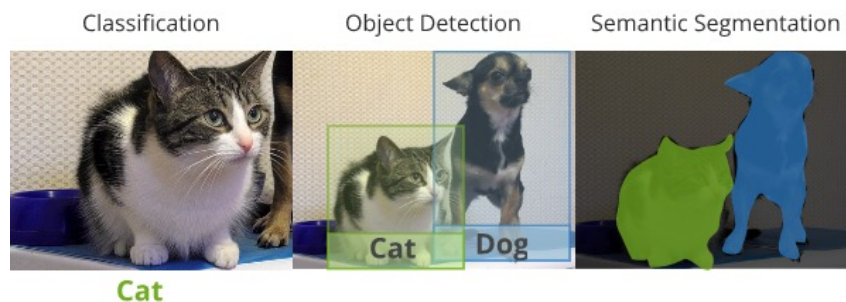 Classification
Object Detection
Semantic Segmentation
Cat
Dog
Cat